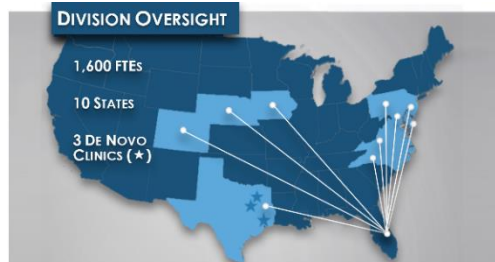 DIVISION OVERSIGHT
1,600 FTES
10 STATES
3 DE NOVO
CLINICS (★)